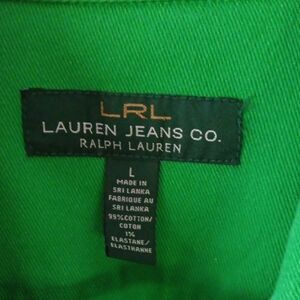 LRL
LAUREN JEANS CO.
RALPH LAUREN
L
MADE IN
SRI LANKA
FABRIQUE AU
SRI LANKA
99% COTTON/
COTON
1%
ELASTANE/
ELASTHANNE